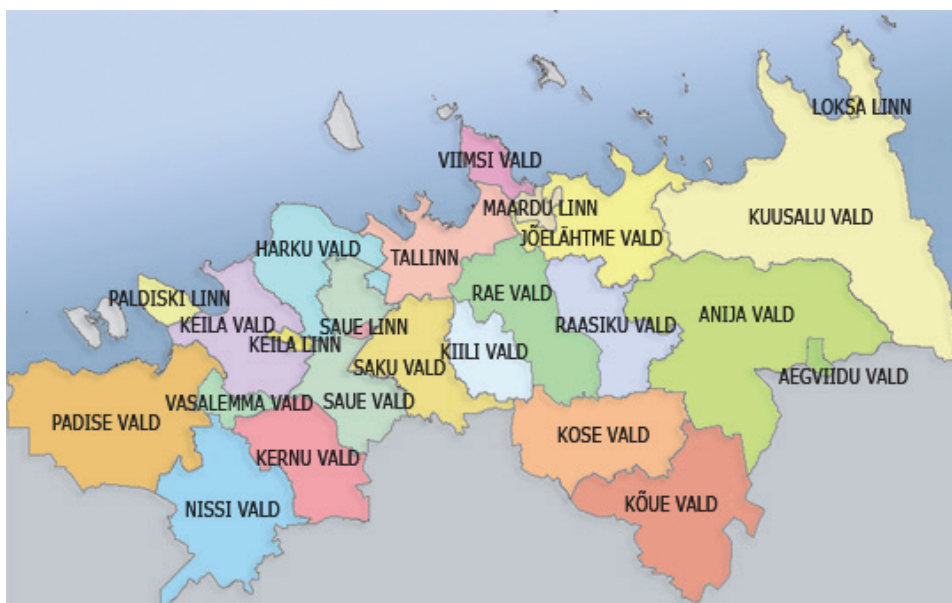 LOKSA LINN
VIIMSI VALD
MAARDU LINN
KUUSALU VALD
JÕELÄHTME VALD
HARKU VALD
TALLINN
PALDISKI LINN
RAE VALD
ANIJA VALD
KEILA VALD
SAUE LINN
RAASIKU VALD
KEILA LINN
KIILI VALD
SAKU VALD
AEGVIIDU VALD
VASALEMMA VALD
SAUE VALD
PADISE VALD
KOSE VALD
KERNU VALD
NISSI VALD
KÕUE VALD